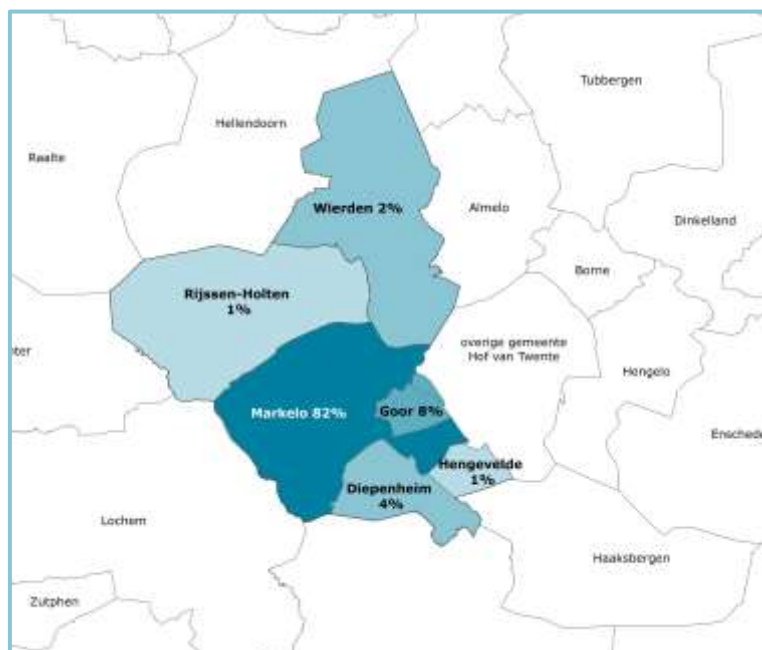 Tubbergen
Hellendoorn
Raalte
Wierden 2%
Almelo
Dinkelland
Borne
Rijssen-Holten
1%
overige gemeente
Hof van Twente
nter
Hengelo
Markelo 82%
Goor 8%
Enschede
Hengevelde
1%
Diepenheim
4%
Lochem
Haaksbergen
Zutphen